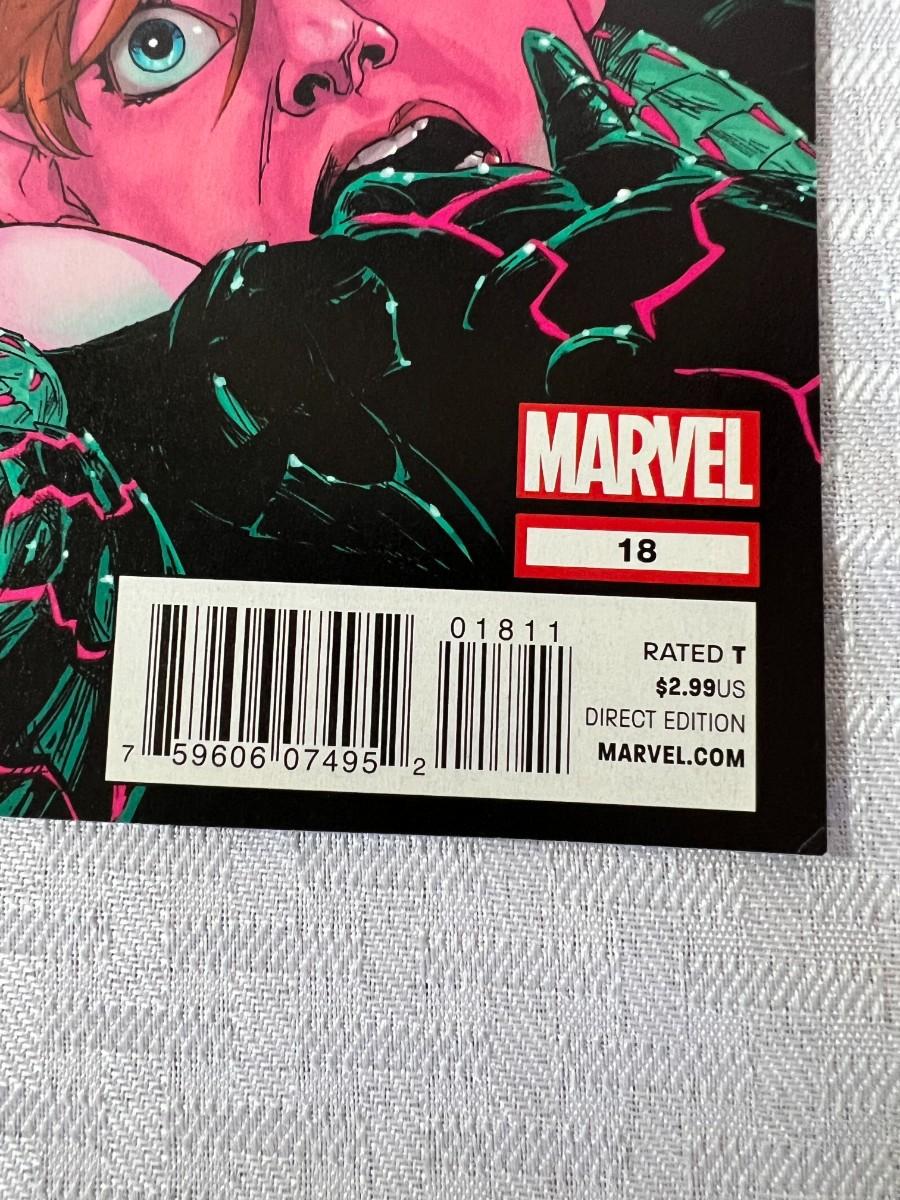 MARVEL
18
01811
7 59606 07495 2
RATED T
$2.99US
DIRECT EDITION
MARVEL.COM